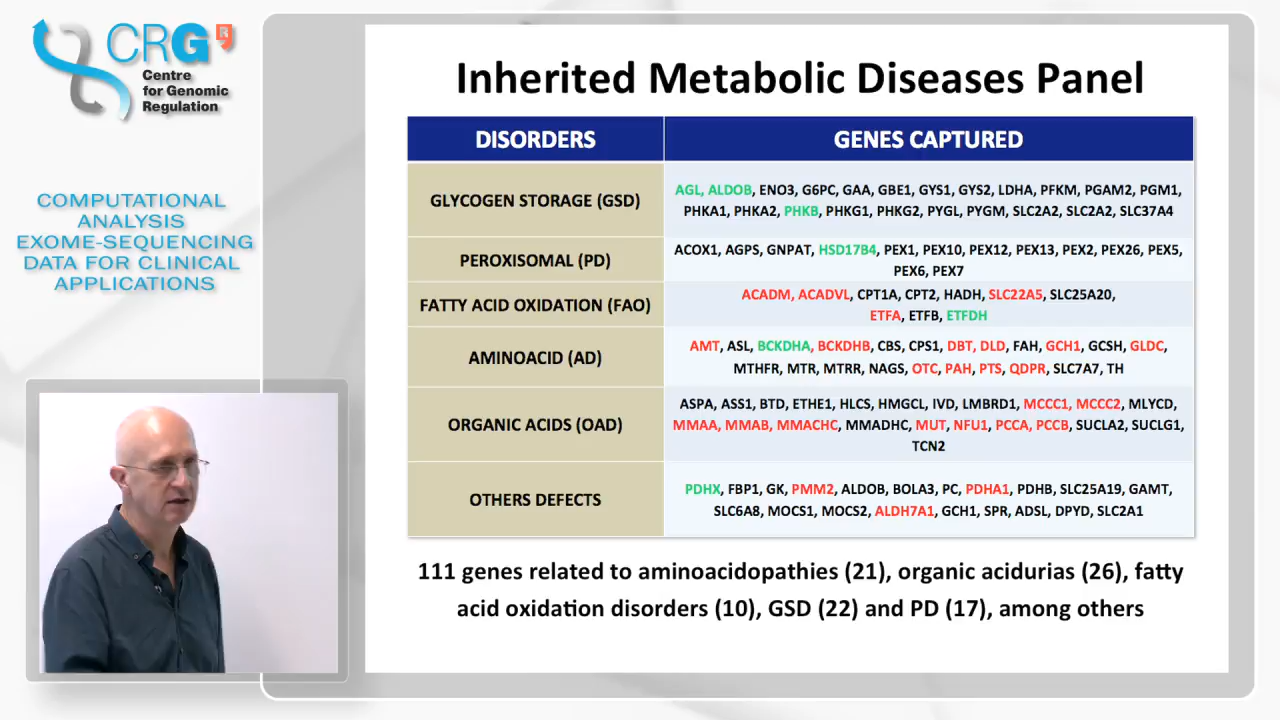 CRG
Centre
for Genomic
Regulation
COMPUTATIONAL
ANALYSIS
EXOME-SEQUENCING
DATA FOR CLINICAL
APPLICATIONS
Inherited Metabolic Diseases Panel
DISORDERS
GENES CAPTURED
GLYCOGEN STORAGE (GSD)
AGL, ALDOB, ENO3, G6PC, GAA, GBE1, GYS1, GYS2, LDHA, PFKM, PGAM2, PGM1,
PHKA1, PHKA2, PHKB, PHKG1, PHKG2, PYGL, PYGM, SLC2A2, SLC2A2, SLC37A4
PEROXISOMAL (PD)
ACOX1, AGPS, GNPAT, HSD17B4, PEX1, PEX10, PEX12, PEX13, PEX2, PEX26, PEX5,
PEX6, PEX7
FATTY ACID OXIDATION (FAO)
ACADM, ACADVL, CPT1A, CPT2, HADH, SLC22A5, SLC25A20,
ETFA, ETFB, ETFDH
AMINOACID (AD)
AMT, ASL, BCKDHA, BCKDHB, CBS, CPS1, DBT, DLD, FAH, GCH1, GCSH, GLDC,
MTHFR, MTR, MTRR, NAGS, OTC, PAH, PTS, QDPR, SLC7A7, TH
ORGANIC ACIDS (OAD)
ASPA, ASS1, BTD, ETHE1, HLCS, HMGCL, IVD, LMBRD1, MCCC1, MCCC2, MLYCD,
MMAA, MMAB, MMACHC, MMADHC, MUT, NFU1, PCCA, PCCB, SUCLA2, SUCLG1,
TCN2
OTHERS DEFECTS
PDHX, FBP1, GK, PMM2, ALDOB, BOLA3, PC, PDHA1, PDHB, SLC25A19, GAMT,
SLC6A8, MOCS1, MOCS2, ALDH7A1, GCH1, SPR, ADSL, DPYD, SLC2A1
111 genes related to aminoacidopathies (21), organic acidurias (26), fatty
acid oxidation disorders (10), GSD (22) and PD (17), among others